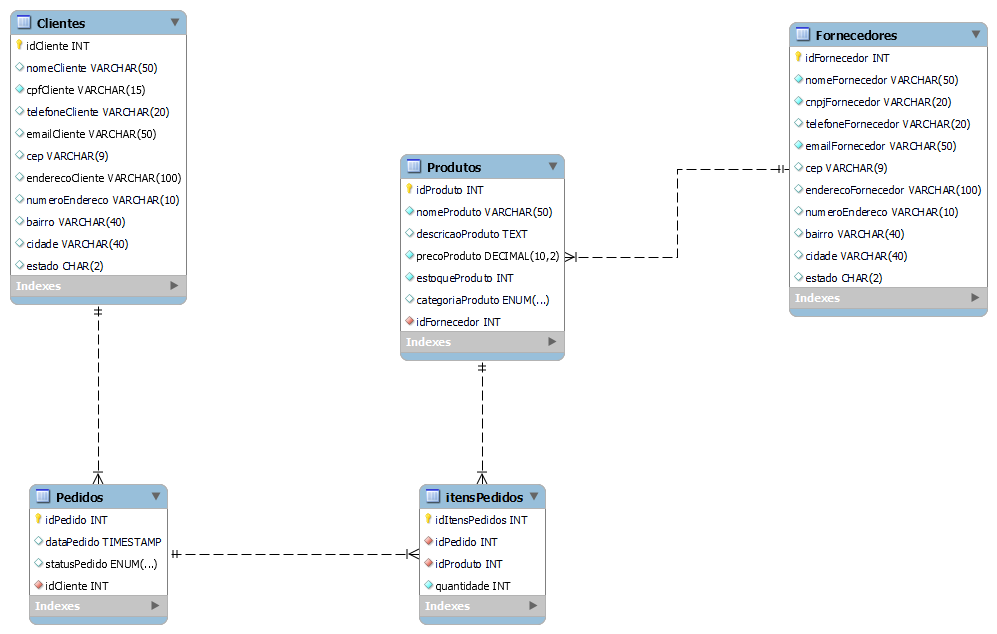 Clientes
idCliente INT
nomeCliente VARCHAR(50)
cpfCliente VARCHAR(15)
telefoneCliente VARCHAR(20)
emailCliente VARCHAR(50)
cep VARCHAR(9)
enderecoCliente VARCHAR(100)
numeroEndereco VARCHAR(10)
bairro VARCHAR(40)
cidade VARCHAR(40)
estado CHAR(2)
Indexes
Produtos
idProduto INT
nomeProduto VARCHAR(50)
descricaoProduto TEXT
precoProduto DECIMAL(10,2)
estoqueProduto INT
categoriaProduto ENUM(...)
idFornecedor INT
Indexes
Fornecedores
idFornecedor INT
nomeFornecedor VARCHAR(50)
cnpjFornecedor VARCHAR(20)
telefoneFornecedor VARCHAR(20)
emailFornecedor VARCHAR(50)
cep VARCHAR(9)
enderecoFornecedor VARCHAR(100)
numeroEndereco VARCHAR(10)
bairro VARCHAR(40)
cidade VARCHAR(40)
estado CHAR(2)
Indexes
Pedidos
idPedido INT
dataPedido TIMESTAMP
statusPedido ENUM(...)
idCliente INT
Indexes
itensPedidos
idItensPedidos INT
idPedido INT
idProduto INT
quantidade INT
Indexes